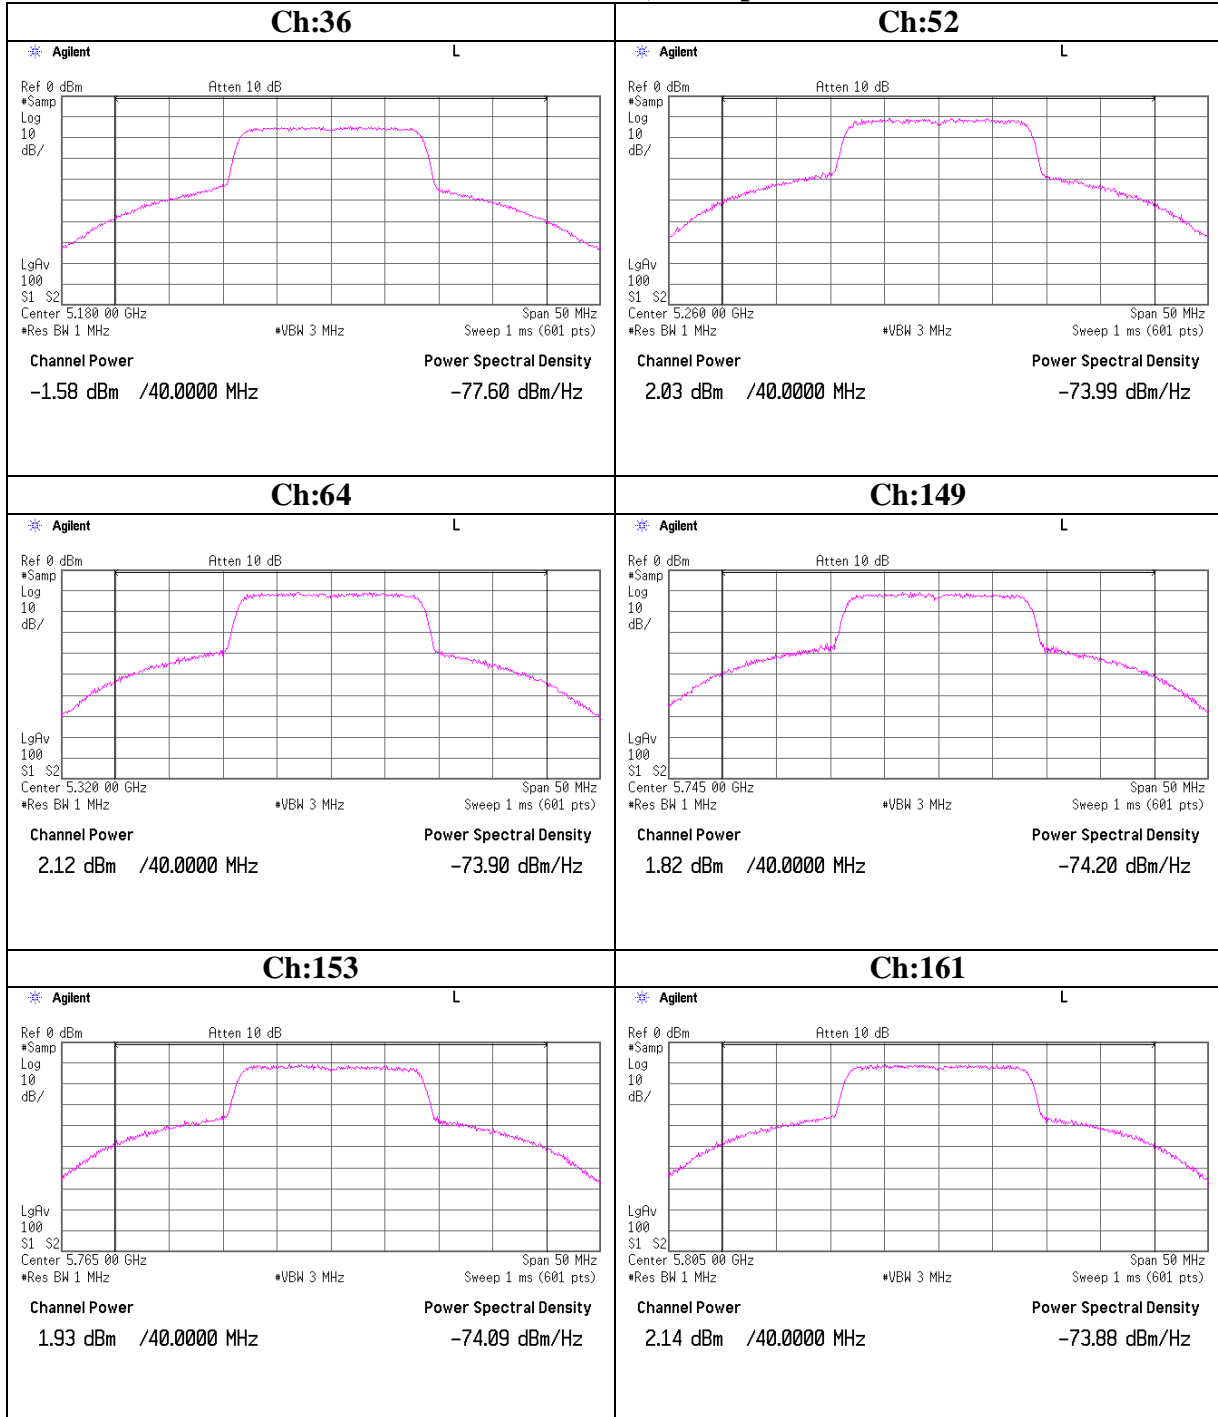 Ch:36
Agilent L
Ref 0 dBm Atten 10 dB
#Samp
Log
10
dB/
LgAv
100
S1 S2
Center 5.180 00 GHz Span 50 MHz
#Res BW 1 MHz #VBW 3 MHz Sweep 1 ms (601 pts)
Channel Power Power Spectral Density
-1.58 dBm /40.0000 MHz -77.60 dBm/Hz
Ch:52
Agilent L
Ref 0 dBm Atten 10 dB
#Samp
Log
10
dB/
LgAv
100
S1 S2
Center 5.260 00 GHz Span 50 MHz
#Res BW 1 MHz #VBW 3 MHz Sweep 1 ms (601 pts)
Channel Power Power Spectral Density
2.03 dBm /40.0000 MHz -73.99 dBm/Hz
Ch:64
Agilent L
Ref 0 dBm Atten 10 dB
#Samp
Log
10
dB/
LgAv
100
S1 S2
Center 5.320 00 GHz Span 50 MHz
#Res BW 1 MHz #VBW 3 MHz Sweep 1 ms (601 pts)
Channel Power Power Spectral Density
2.12 dBm /40.0000 MHz -73.90 dBm/Hz
Ch:149
Agilent L
Ref 0 dBm Atten 10 dB
#Samp
Log
10
dB/
LgAv
100
S1 S2
Center 5.745 00 GHz Span 50 MHz
#Res BW 1 MHz #VBW 3 MHz Sweep 1 ms (601 pts)
Channel Power Power Spectral Density
1.82 dBm /40.0000 MHz -74.20 dBm/Hz
Ch:153
Agilent L
Ref 0 dBm Atten 10 dB
#Samp
Log
10
dB/
LgAv
100
S1 S2
Center 5.765 00 GHz Span 50 MHz
#Res BW 1 MHz #VBW 3 MHz Sweep 1 ms (601 pts)
Channel Power Power Spectral Density
1.93 dBm /40.0000 MHz -74.09 dBm/Hz
Ch:161
Agilent L
Ref 0 dBm Atten 10 dB
#Samp
Log
10
dB/
LgAv
100
S1 S2
Center 5.805 00 GHz Span 50 MHz
#Res BW 1 MHz #VBW 3 MHz Sweep 1 ms (601 pts)
Channel Power Power Spectral Density
2.14 dBm /40.0000 MHz -73.88 dBm/Hz